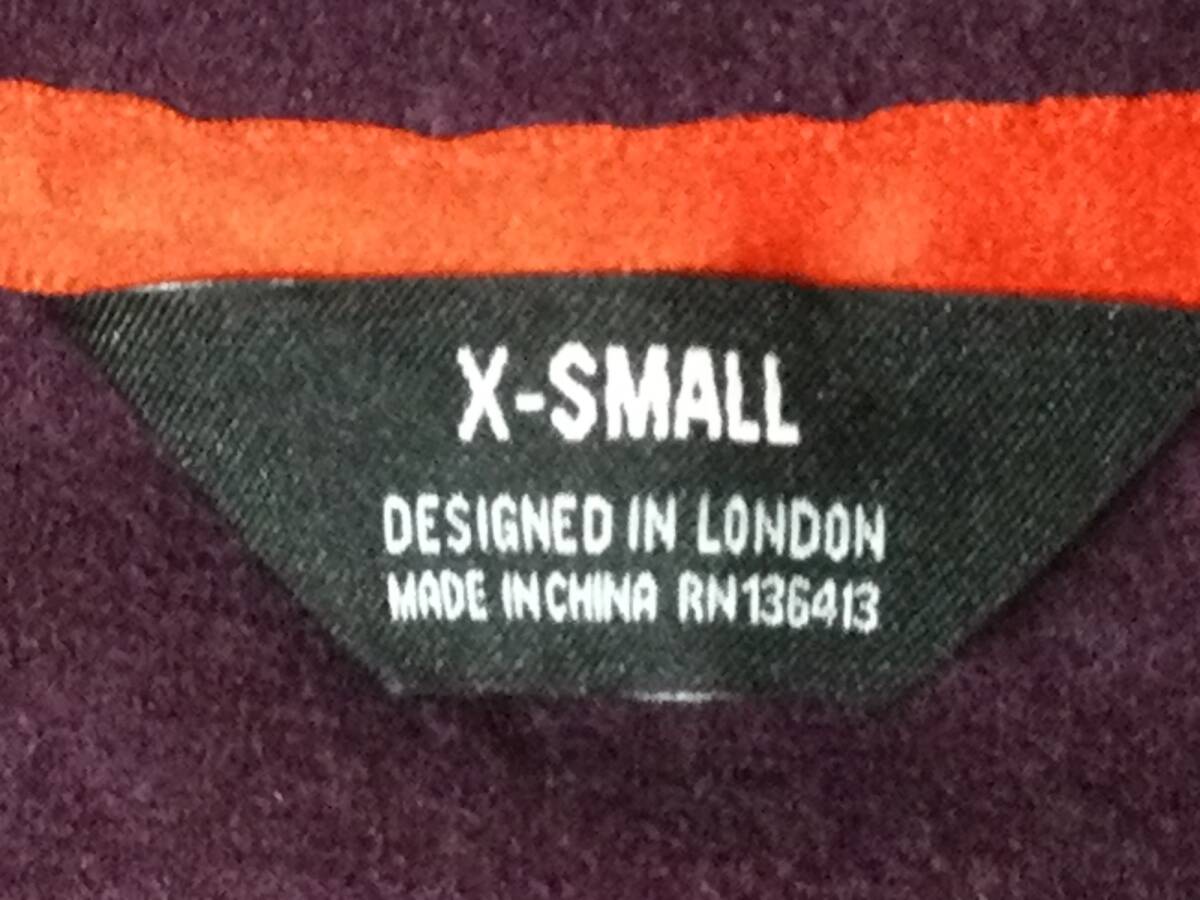 X-SMALL
DESIGNED IN LONDON
MADE IN CHINA RN136413